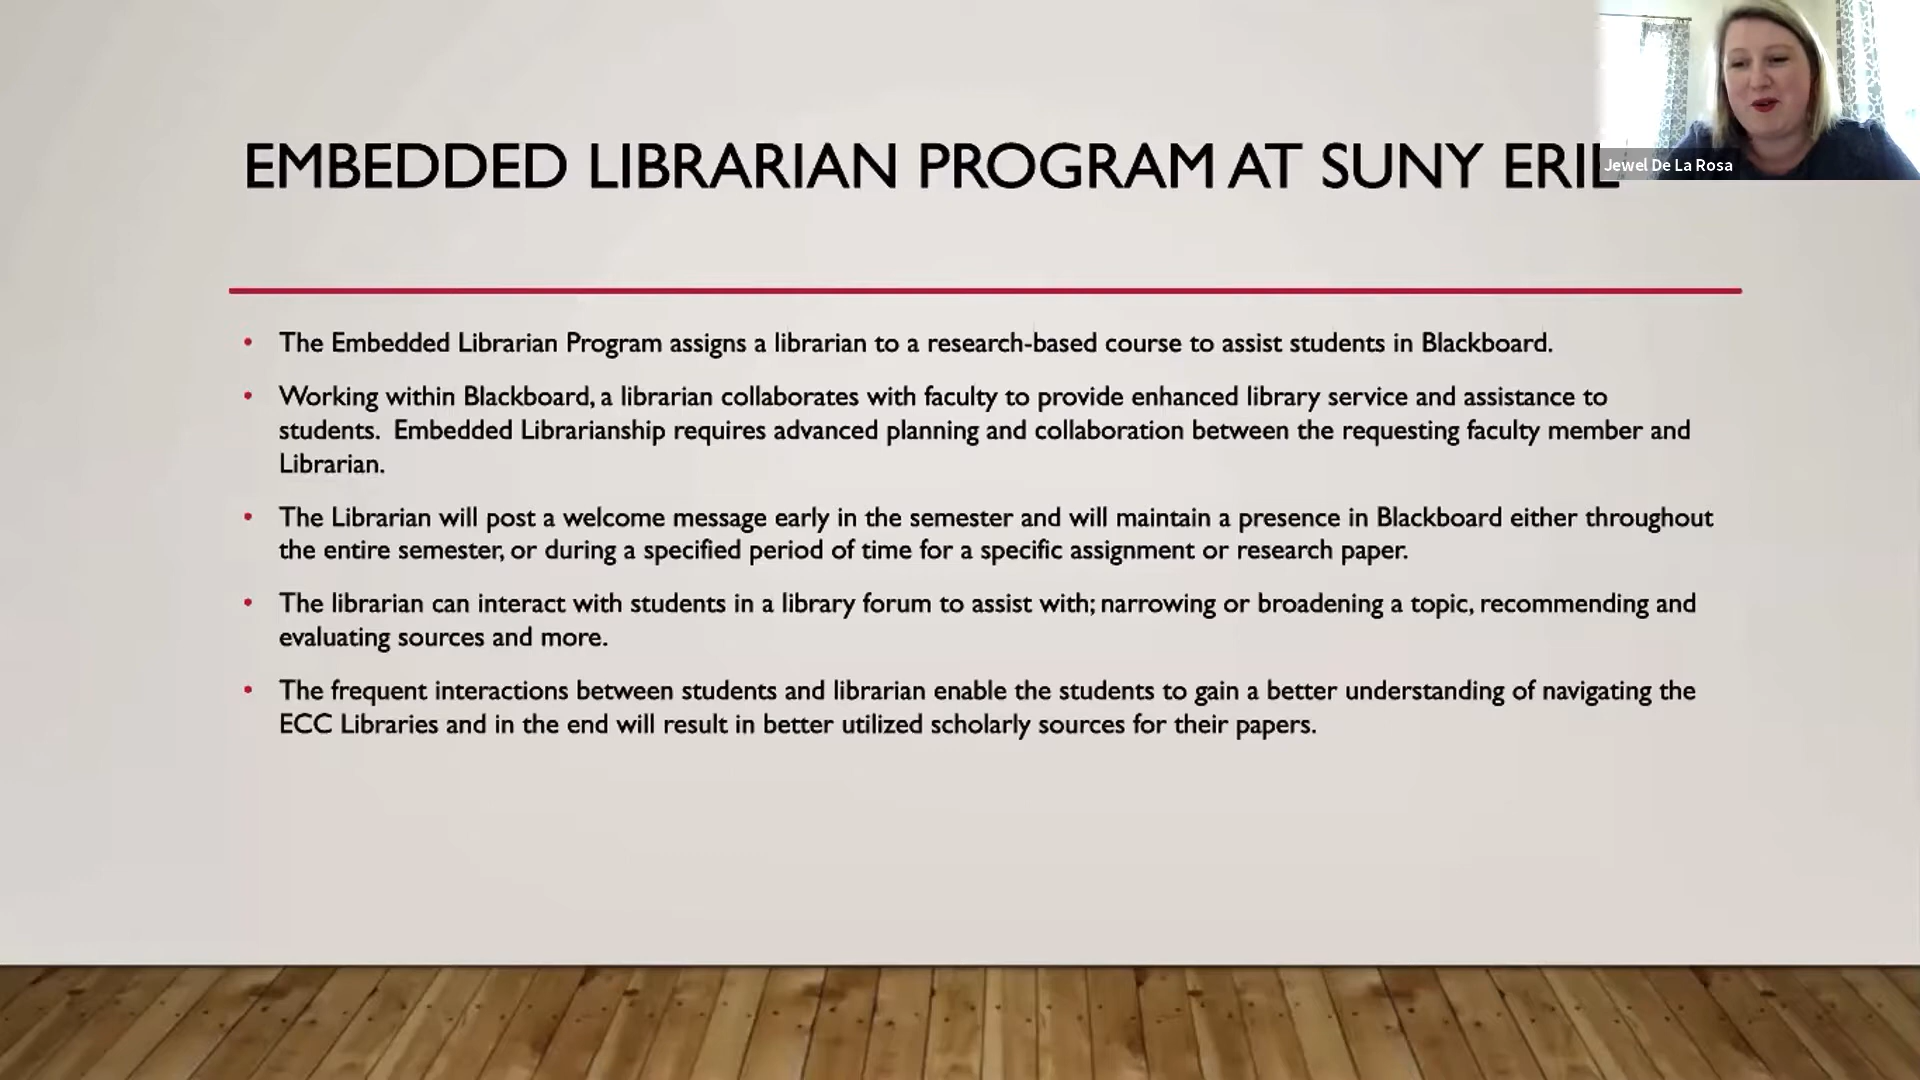 EMBEDDED LIBRARIAN PROGRAM AT SUNY ERIE
Jewel De La Rosa
• The Embedded Librarian Program assigns a librarian to a research-based course to assist students in Blackboard.
• Working within Blackboard, a librarian collaborates with faculty to provide enhanced library service and assistance to
students.  Embedded Librarianship requires advanced planning and collaboration between the requesting faculty member and
Librarian.
• The Librarian will post a welcome message early in the semester and will maintain a presence in Blackboard either throughout
the entire semester, or during a specified period of time for a specific assignment or research paper.
• The librarian can interact with students in a library forum to assist with; narrowing or broadening a topic, recommending and
evaluating sources and more.
• The frequent interactions between students and librarian enable the students to gain a better understanding of navigating the
ECC Libraries and in the end will result in better utilized scholarly sources for their papers.